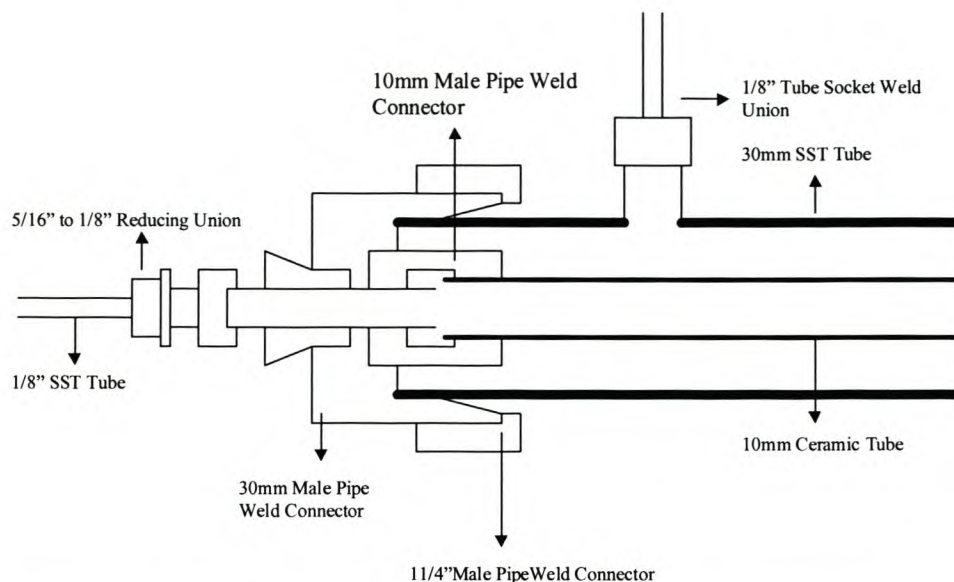 10mm Male Pipe Weld
Connector
1/8” Tube Socket Weld
Union
30mm SST Tube
5/16” to 1/8” Reducing Union
1/8” SST Tube
10mm Ceramic Tube
30mm Male Pipe
Weld Connector
11/4”Male PipeWeld Connector